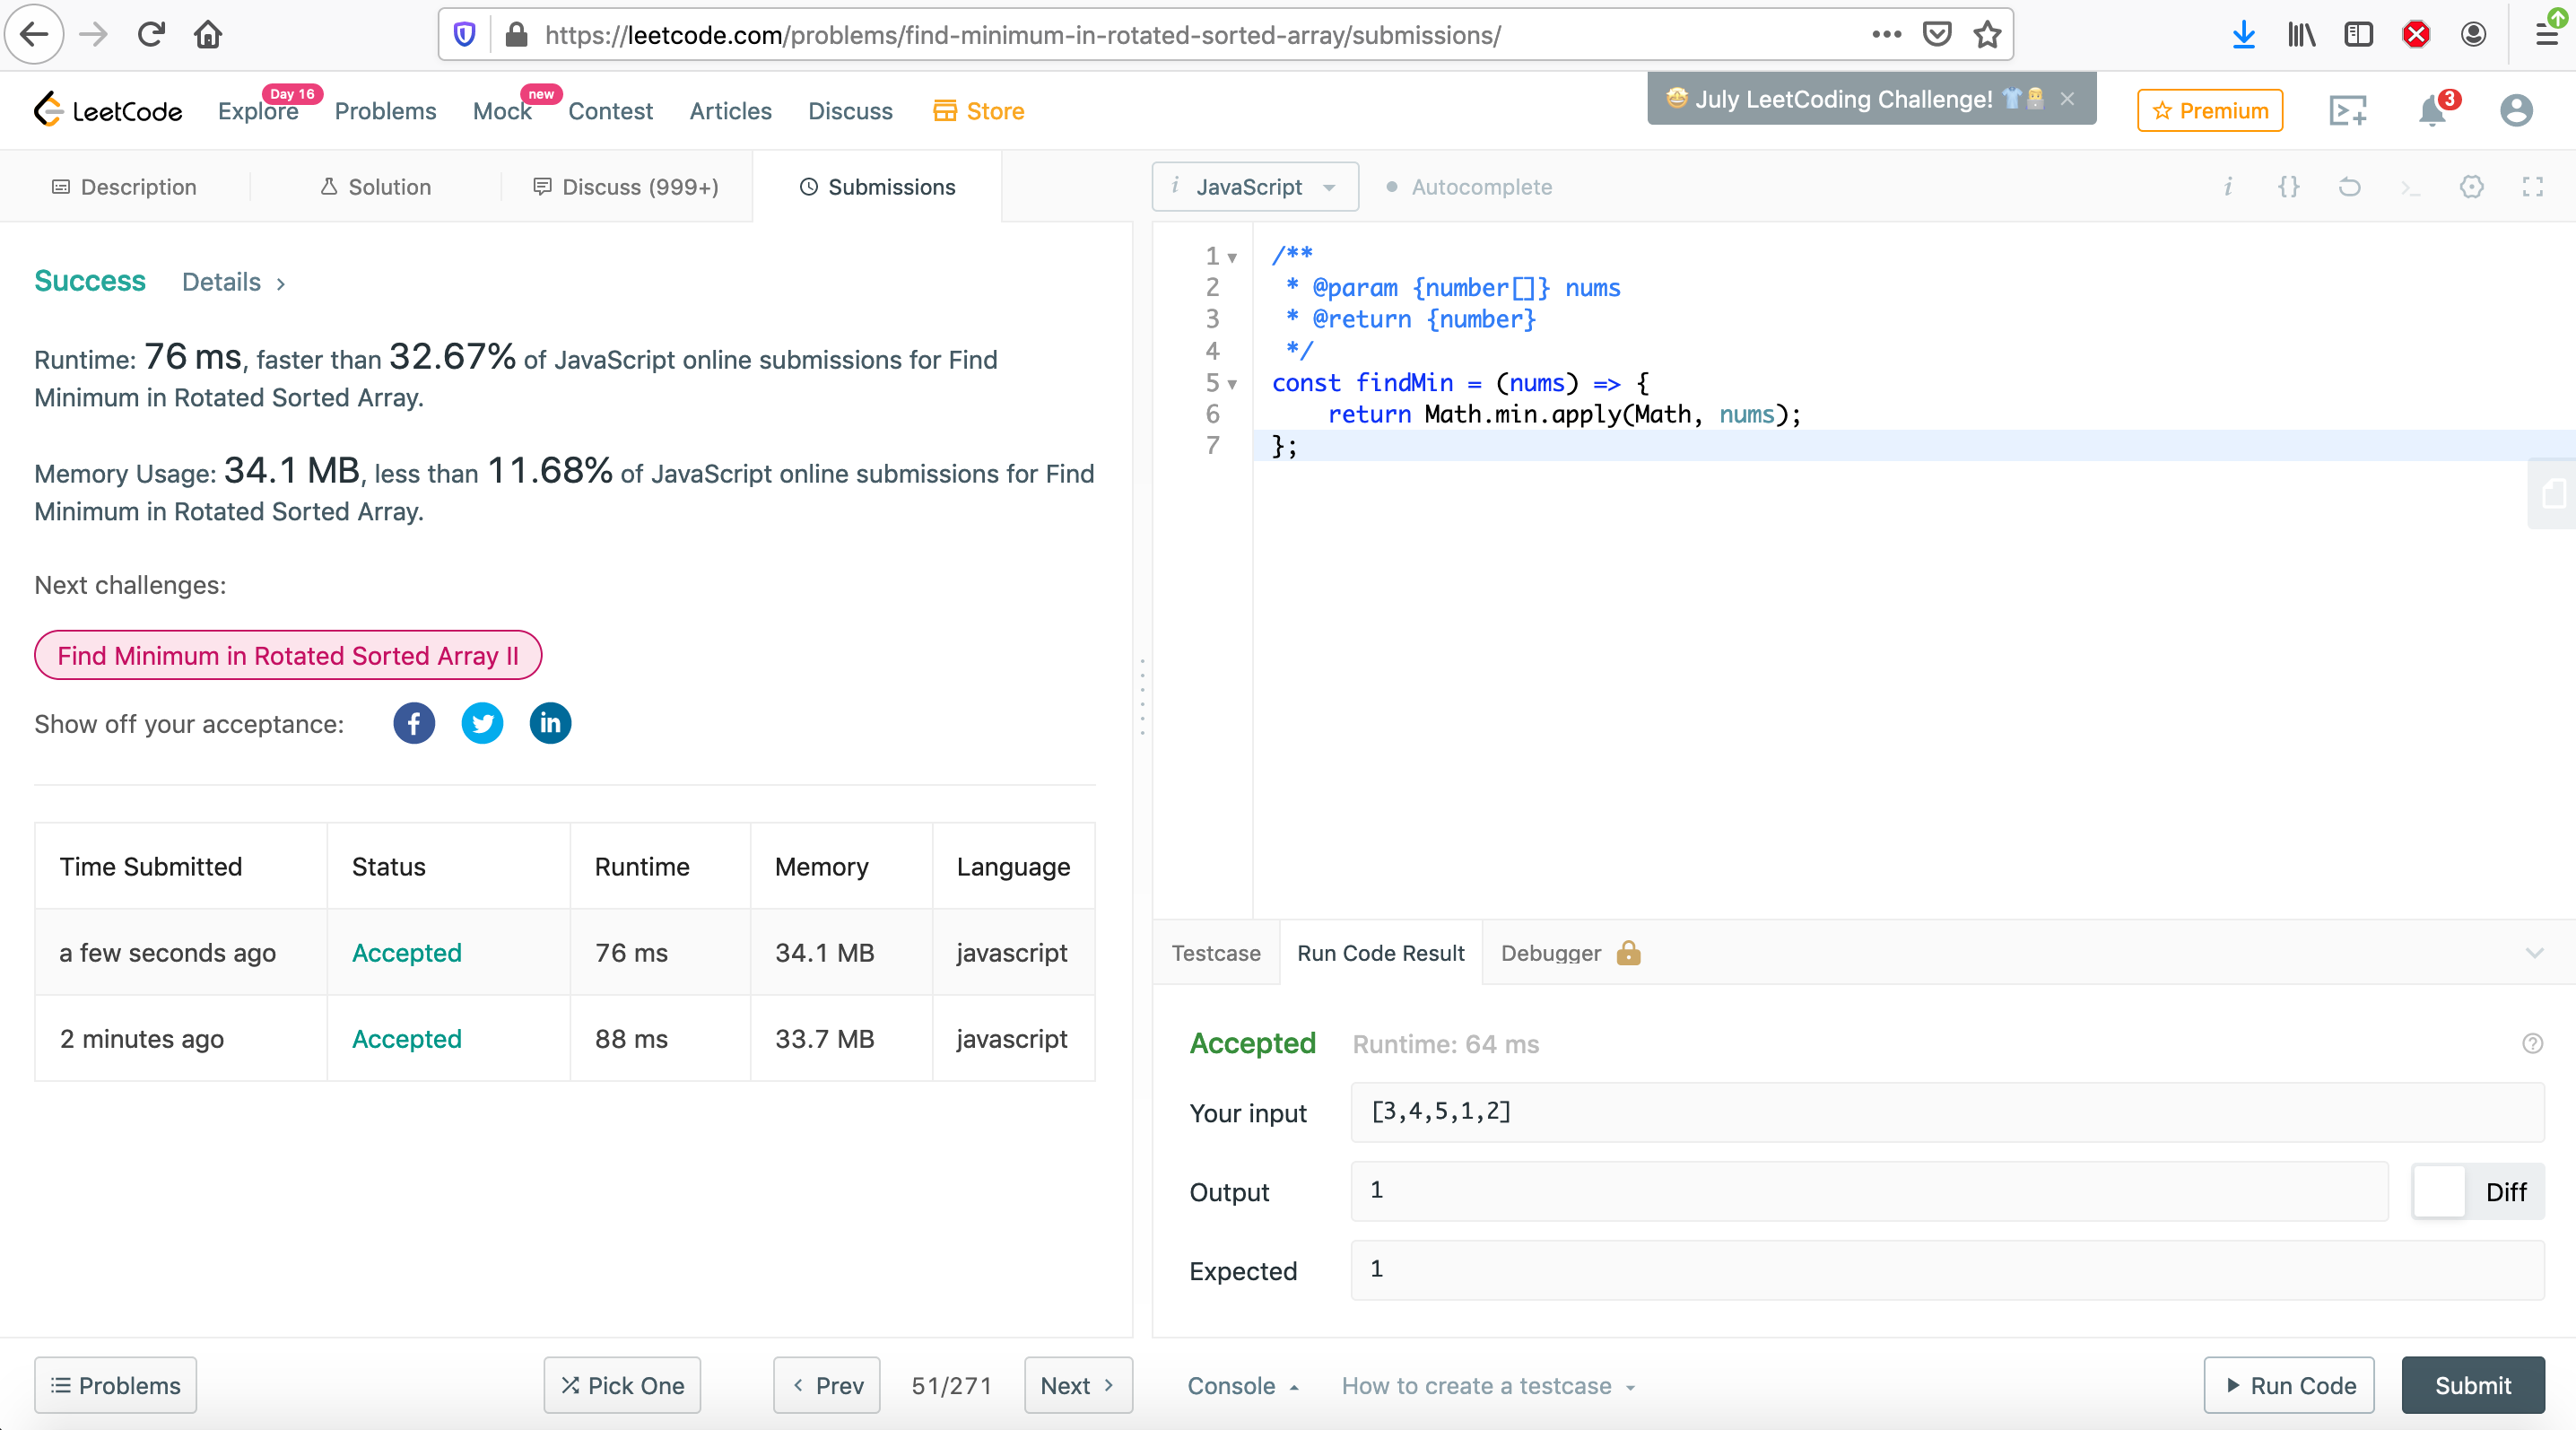 https://leetcode.com/problems/find-minimum-in-rotated-sorted-array/submissions/
LeetCode
Explore
Day 16
Problems
Mock
new
Contest
Articles
Discuss
Store
July LeetCoding Challenge!
Premium
3
Description
Solution
Discuss (999+)
Submissions
i JavaScript
Autocomplete
Success Details >
Runtime: 76 ms, faster than 32.67% of JavaScript online submissions for Find
Minimum in Rotated Sorted Array.
Memory Usage: 34.1 MB, less than 11.68% of JavaScript online submissions for Find
Minimum in Rotated Sorted Array.
Next challenges:
Find Minimum in Rotated Sorted Array II
Show off your acceptance:
Time Submitted Status Runtime Memory Language
a few seconds ago Accepted 76 ms 34.1 MB javascript
2 minutes ago Accepted 88 ms 33.7 MB javascript
1 /**
2 * @param {number[]} nums
3 * @return {number}
4 */
5 const findMin = (nums) => {
6 return Math.min.apply(Math, nums);
7 };
Testcase
Run Code Result
Debugger
Accepted Runtime: 64 ms
Your input [3,4,5,1,2]
Output 1
Diff
Expected 1
Problems
Pick One
Prev
51/271
Next
Console
How to create a testcase
Run Code
Submit